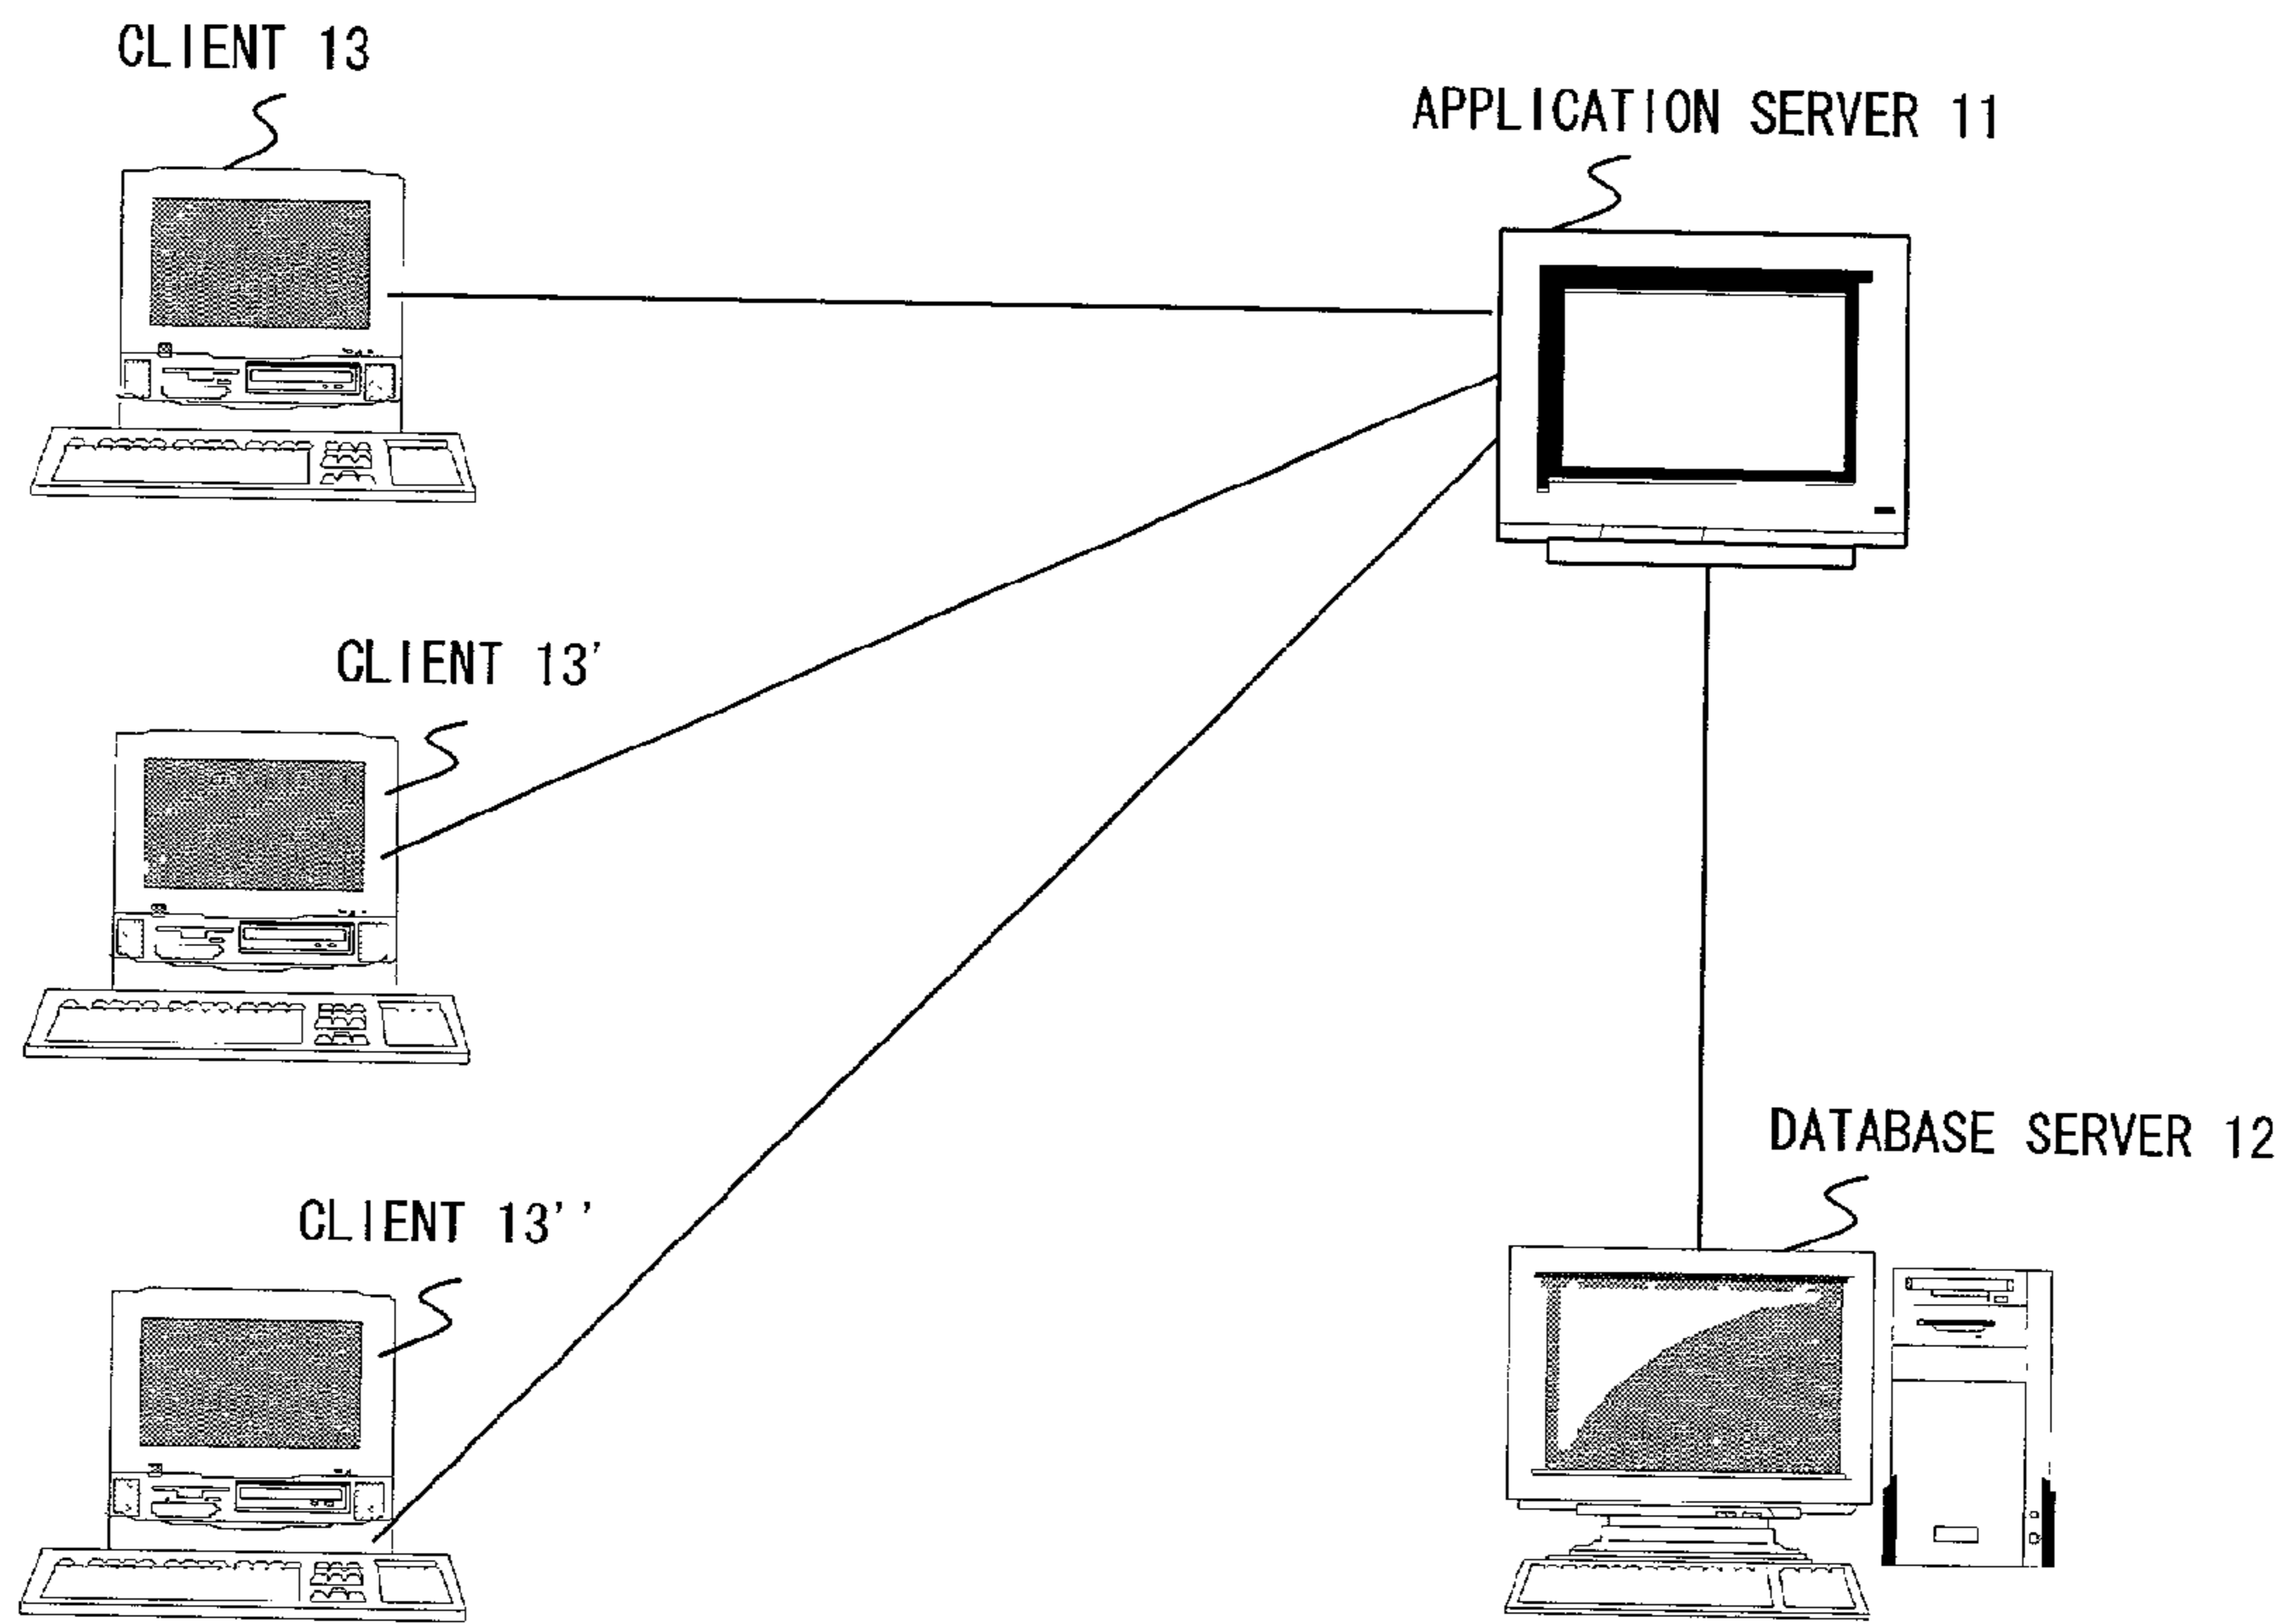 CLIENT 13
APPLICATION SERVER 11
CLIENT 13'
DATABASE SERVER 12
CLIENT 13''